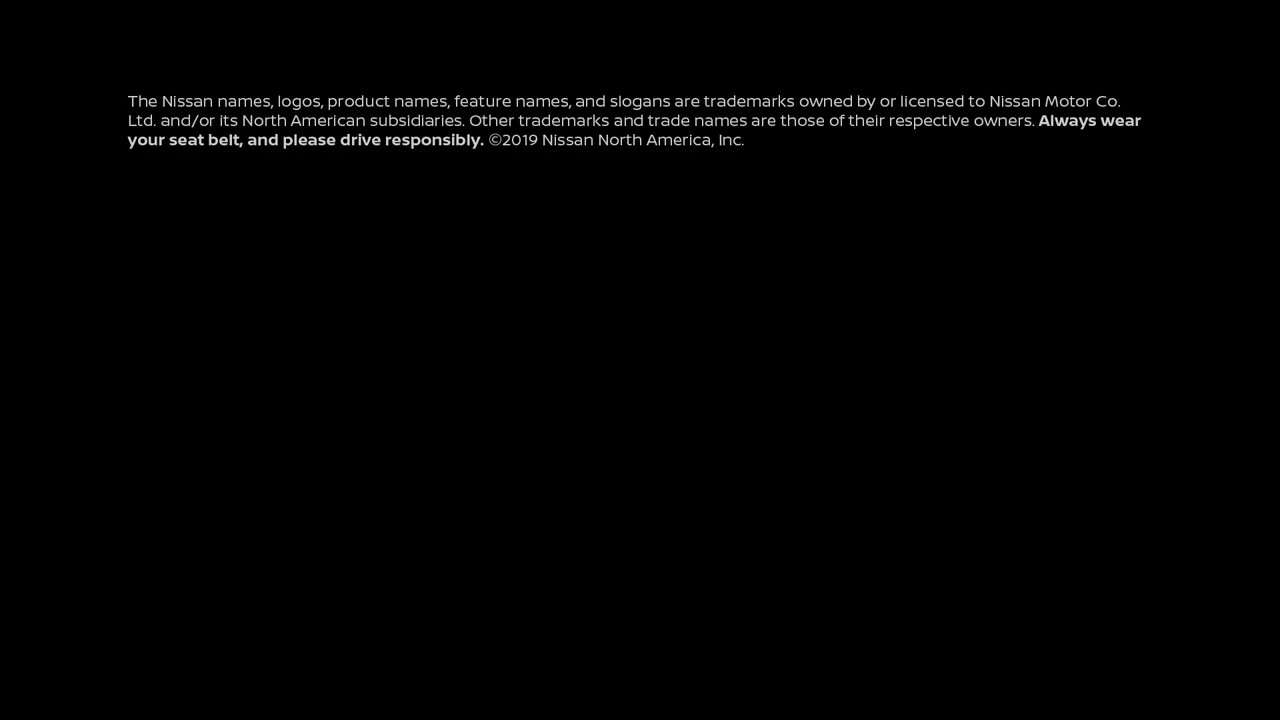 The Nissan names, logos, product names, feature names, and slogans are trademarks owned by or licensed to Nissan Motor Co.
Ltd. and/or its North American subsidiaries. Other trademarks and trade names are those of their respective owners. Always wear
your seat belt, and please drive responsibly. ©2019 Nissan North America, Inc.